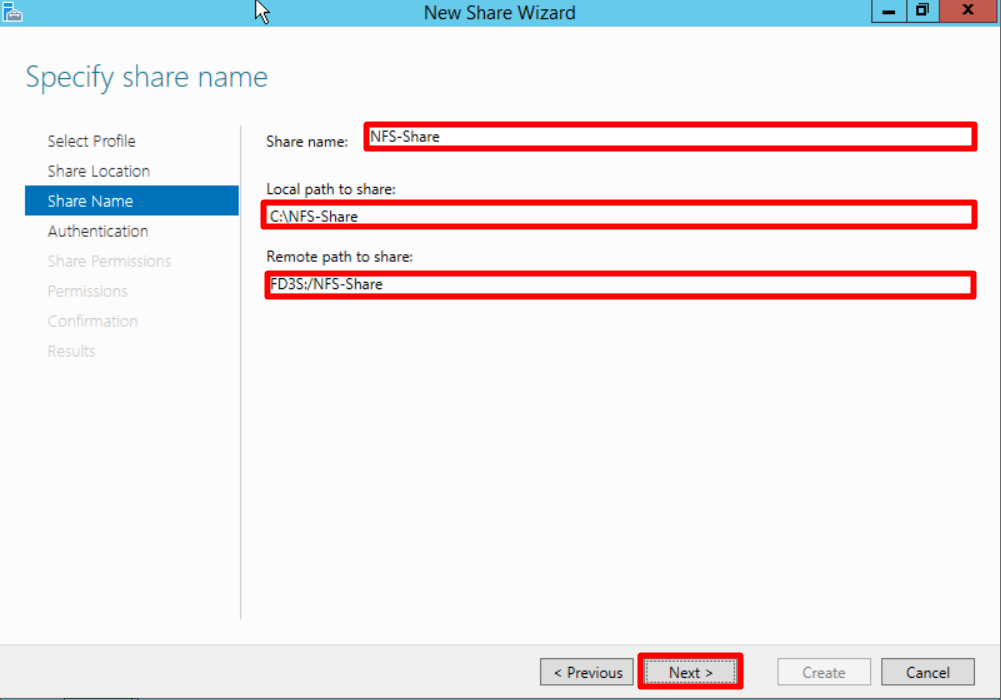 New Share Wizard
Specify share name
Select Profile
Share Location
Share Name
Authentication
Share Permissions
Permissions
Confirmation
Results
Share name: NFS-Share
Local path to share:
C:\NFS-Share
Remote path to share:
FD3S:/NFS-Share
< Previous Next > Create Cancel